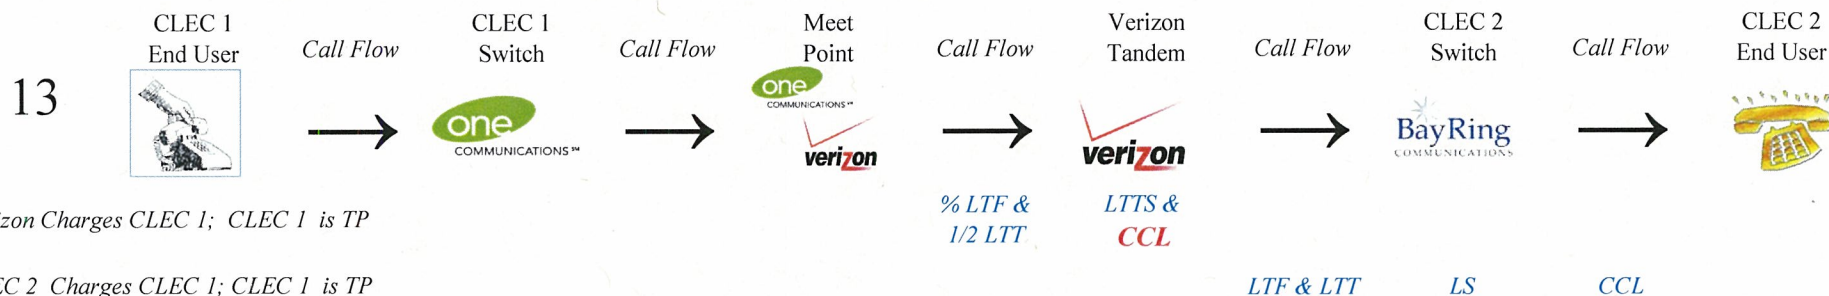 CLEC 1
End User
Call Flow
CLEC 1
Switch
Call Flow
Meet
Point
Call Flow
Verizon
Tandem
Call Flow
CLEC 2
Switch
Call Flow
CLEC 2
End User
13
one
COMMUNICATIONS℠
one
COMMUNICATIONS℠
verizon
verizon
BayRing
COMMUNICATIONS
% LTF &
1/2 LTT
LTTS &
CCL
zon Charges CLEC 1; CLEC 1 is TP
EC 2 Charges CLEC 1; CLEC 1 is TP
LTF & LTT
LS
CCL